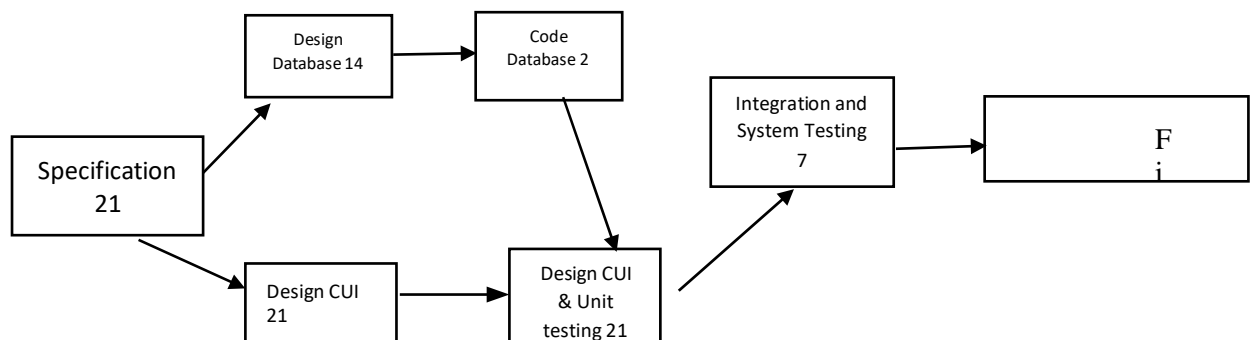 Design
Database 14
Code
Database 2
Integration and
System Testing
7
F
i
Specification
21
Design CUI
21
Design CUI
& Unit
testing 21